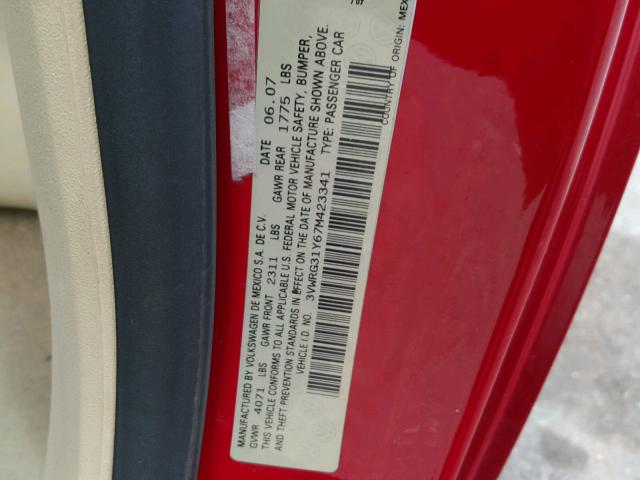 MANUFACTURED BY VOLKSWAGEN DE MEXICO S.A. DE C.V. DATE 06.07
GVWR 4071 LBS GAWR FRONT 2311 LBS GAWR REAR 1775 LBS
THIS VEHICLE CONFORMS TO ALL APPLICABLE U.S. FEDERAL MOTOR VEHICLE SAFETY, BUMPER,
AND THEFT PREVENTION STANDARDS IN EFFECT ON THE DATE OF MANUFACTURE SHOWN ABOVE.
VEHICLE I.D. NO. 3VWRG31Y67M423341 TYPE: PASSENGER CAR
COUNTRY OF ORIGIN: MEX